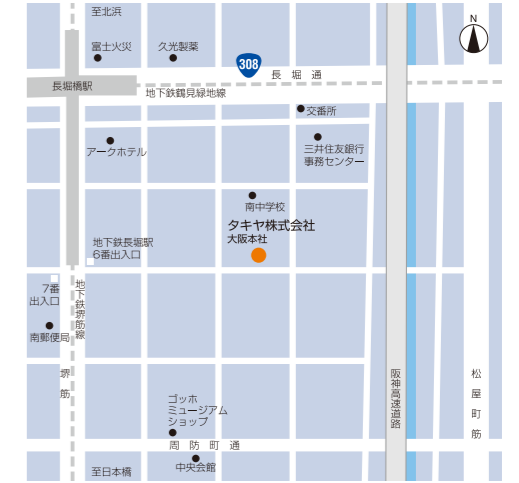 至北浜
N
富士火災
久光製薬
308
長堀通
長堀橋駅
地下鉄鶴見緑地線
交番所
アークホテル
三井住友銀行
事務センター
南中学校
タキヤ株式会社
大阪本社
地下鉄長堀駅
6番出入口
7番
出入口
地下鉄堺筋線
南郵便局
堺筋
阪神高速道路
松屋町筋
ゴッホ
ミュージアム
ショップ
周防町通
中央会館
至日本橋